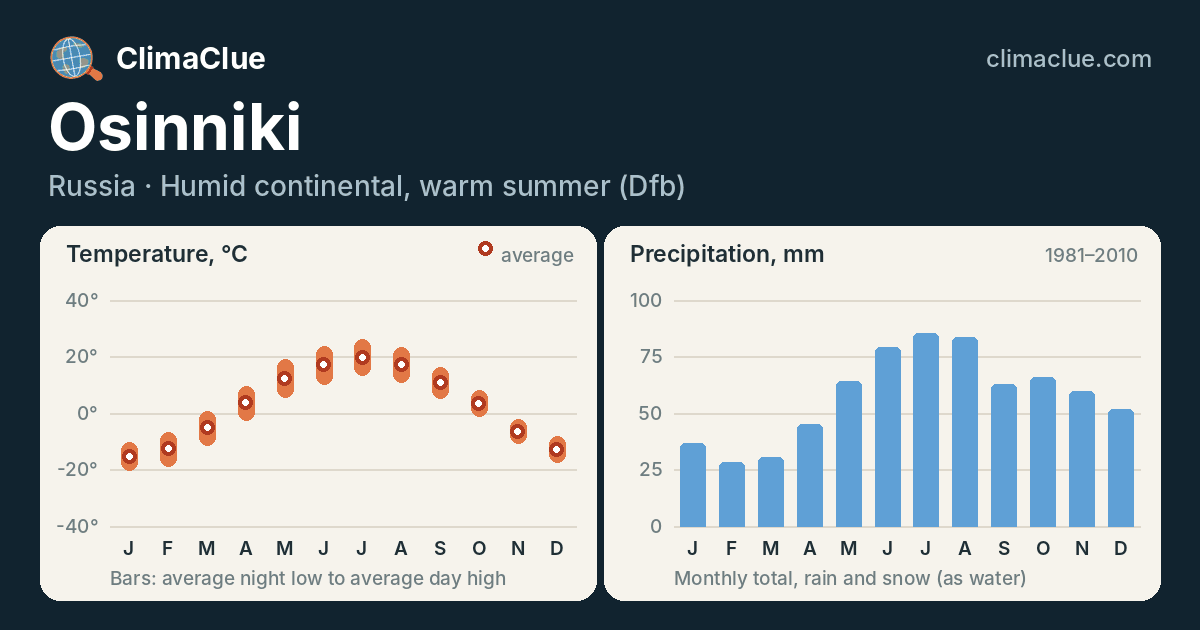 ClimaClue
climaclue.com
Osinniki
Russia · Humid continental, warm summer (Dfb)
Temperature, °C
average
40°
20°
0°
-20°
-40°
J F M A M J J A S O N D
Bars: average night low to average day high
Precipitation, mm
1981–2010
100
75
50
25
0
J F M A M J J A S O N D
Monthly total, rain and snow (as water)